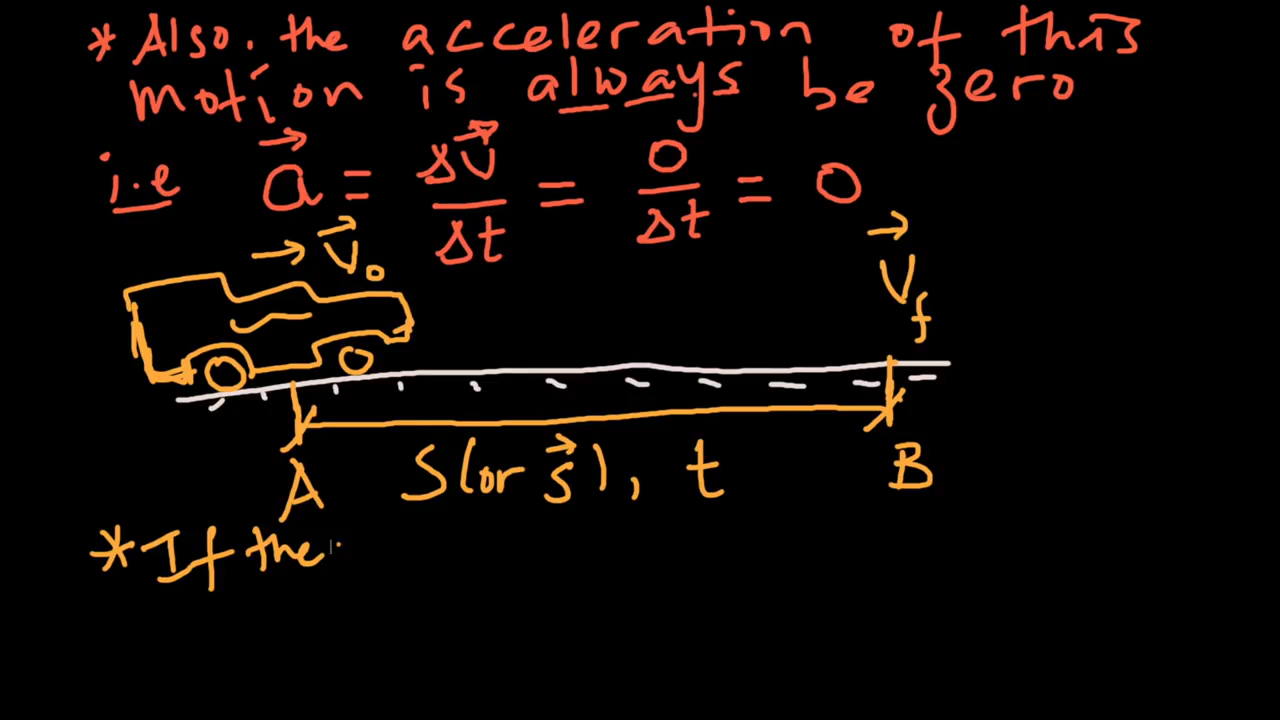 * Also. the acceleration of this
motion is always be zero
i.e a⃗ = Δv⃗/Δt = 0/Δt = 0
→ V⃗₀
→
V_f
A S(or s⃗), t B
* If the